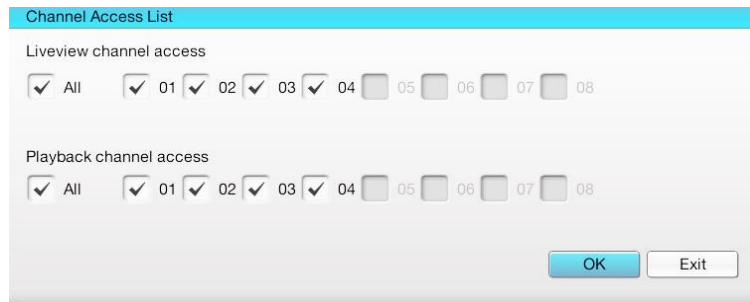 Channel Access List
Liveview channel access
All 01 02 03 04 05 06 07 08
Playback channel access
All 01 02 03 04 05 06 07 08
OK Exit